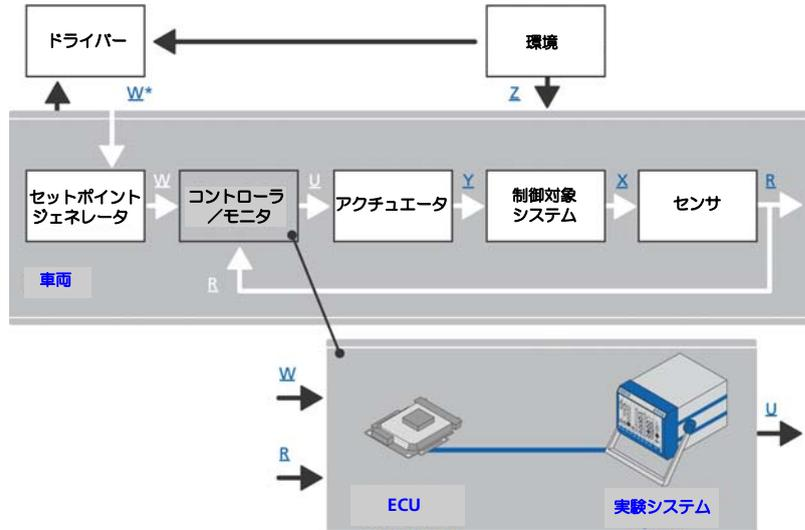 ドライバー
環境
W*
Z
セットポイント
ジェネレータ
W
コントローラ
／モニタ
U
アクチュエータ
Y
制御対象
システム
X
センサ
R
車両
R
W
R
U
ECU
実験システム